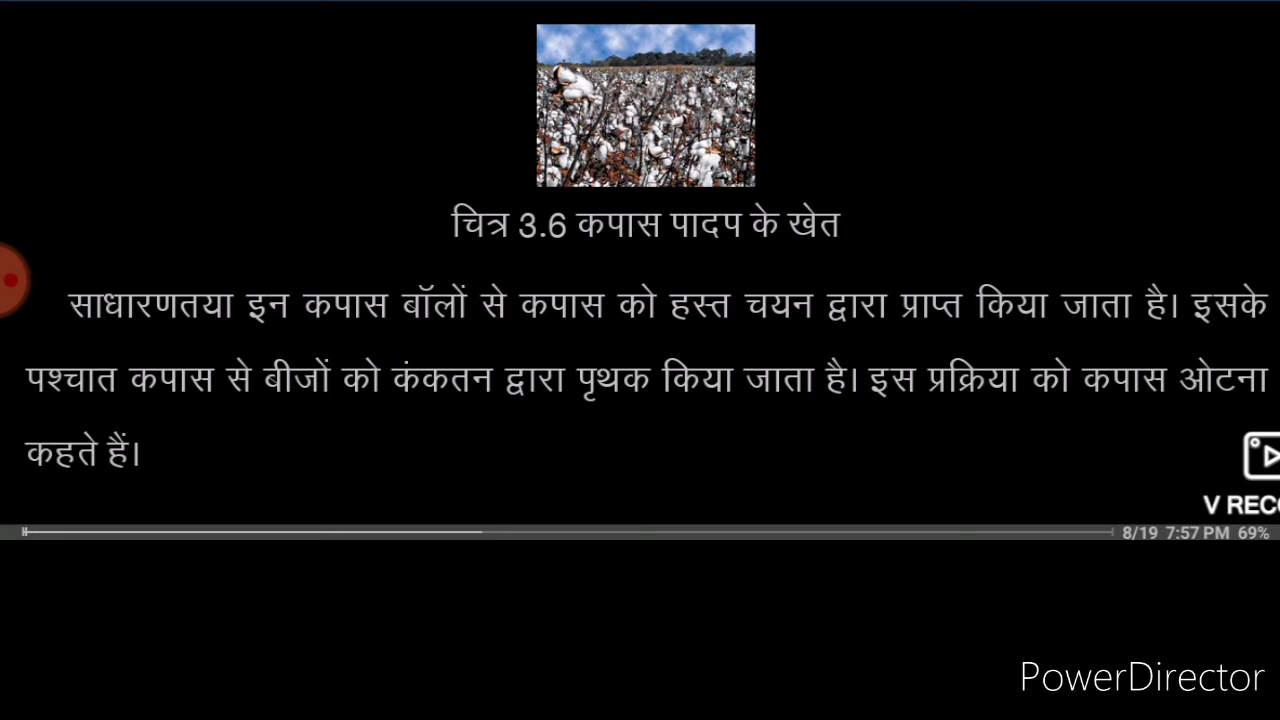 चित्र 3.6 कपास पादप के खेत
साधारणतया इन कपास बॉलों से कपास को हस्त चयन द्वारा प्राप्त किया जाता है। इसके
पश्चात कपास से बीजों को कंकतन द्वारा पृथक किया जाता है। इस प्रक्रिया को कपास ओटना
कहते हैं।
V RECO
8/19 7:57 PM 69%
PowerDirector